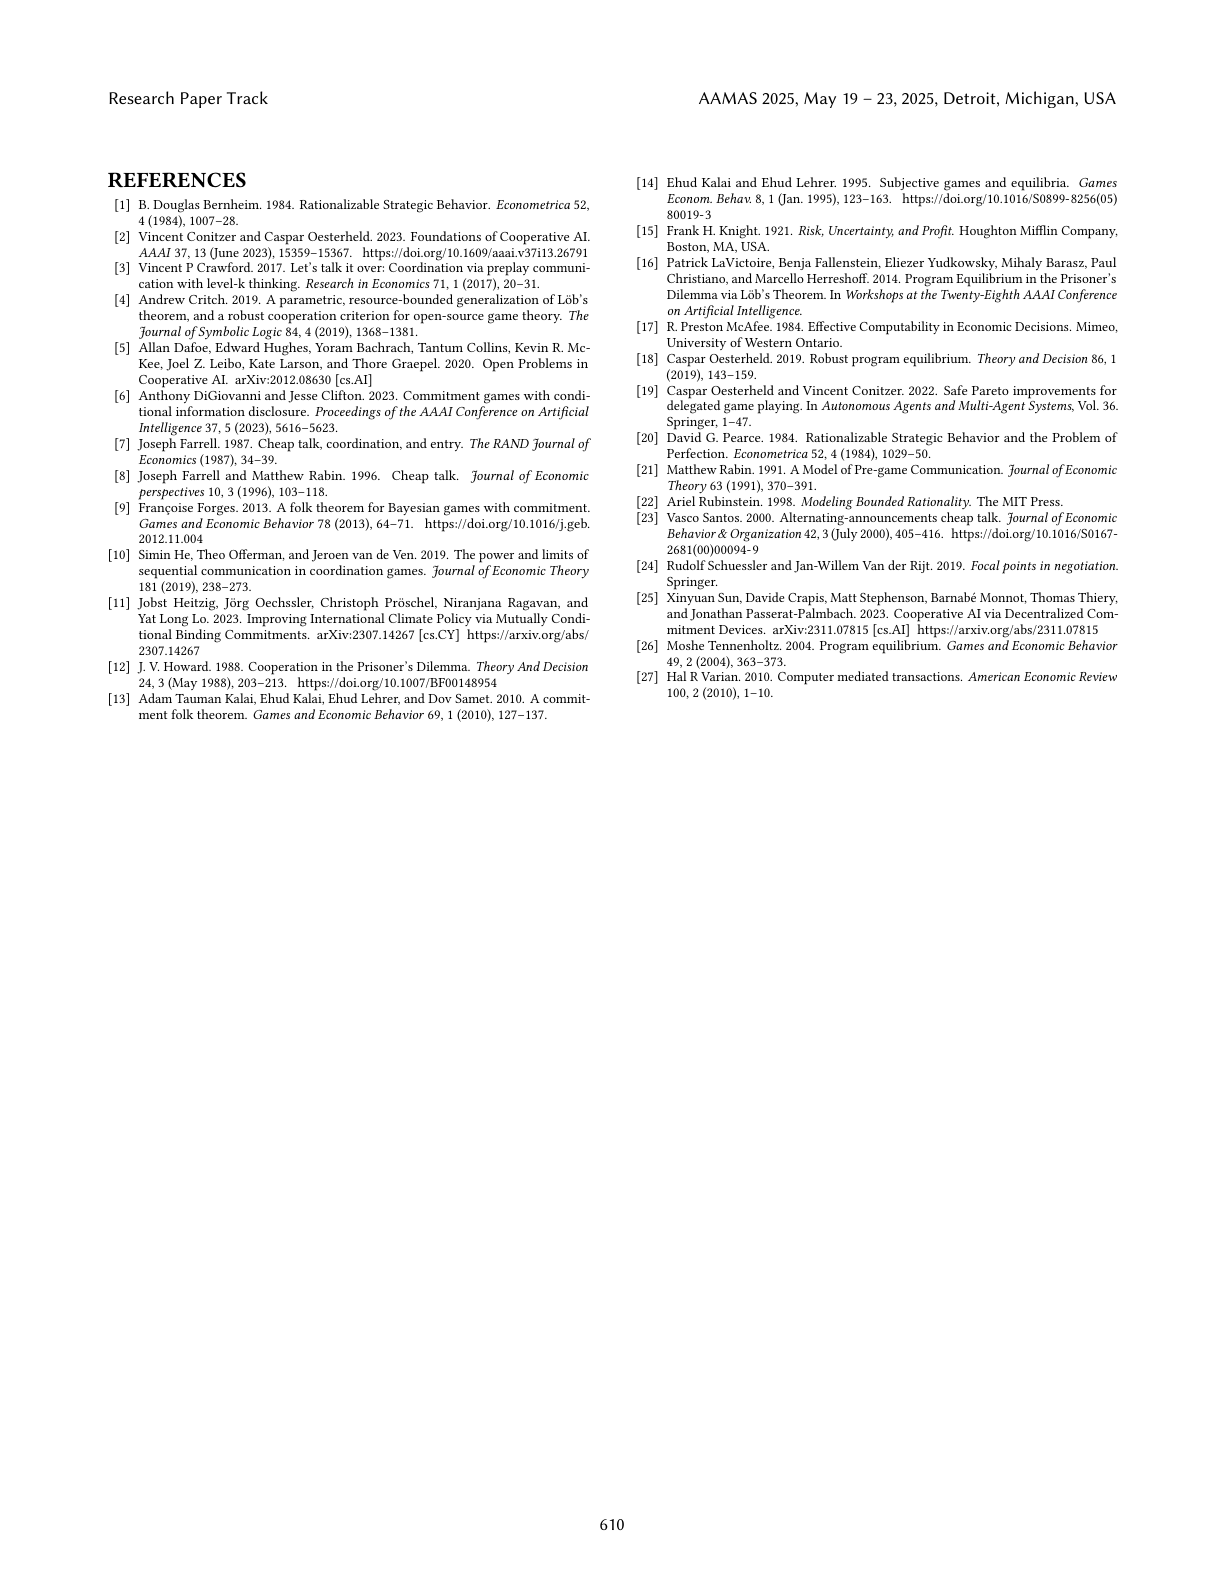 Research Paper Track
AAMAS 2025, May 19 – 23, 2025, Detroit, Michigan, USA
REFERENCES
[1] B. Douglas Bernheim. 1984. Rationalizable Strategic Behavior. Econometrica 52,
4 (1984), 1007–28.
[2] Vincent Conitzer and Caspar Oesterheld. 2023. Foundations of Cooperative AI.
AAAI 37, 13 (June 2023), 15359–15367. https://doi.org/10.1609/aaai.v37i13.26791
[3] Vincent P Crawford. 2017. Let's talk it over: Coordination via preplay communi-
cation with level-k thinking. Research in Economics 71, 1 (2017), 20–31.
[4] Andrew Critch. 2019. A parametric, resource-bounded generalization of Löb's
theorem, and a robust cooperation criterion for open-source game theory. The
Journal of Symbolic Logic 84, 4 (2019), 1368–1381.
[5] Allan Dafoe, Edward Hughes, Yoram Bachrach, Tantum Collins, Kevin R. Mc-
Kee, Joel Z. Leibo, Kate Larson, and Thore Graepel. 2020. Open Problems in
Cooperative AI. arXiv:2012.08630 [cs.AI]
[6] Anthony DiGiovanni and Jesse Clifton. 2023. Commitment games with condi-
tional information disclosure. Proceedings of the AAAI Conference on Artificial
Intelligence 37, 5 (2023), 5616–5623.
[7] Joseph Farrell. 1987. Cheap talk, coordination, and entry. The RAND Journal of
Economics (1987), 34–39.
[8] Joseph Farrell and Matthew Rabin. 1996. Cheap talk. Journal of Economic
perspectives 10, 3 (1996), 103–118.
[9] Françoise Forges. 2013. A folk theorem for Bayesian games with commitment.
Games and Economic Behavior 78 (2013), 64–71. https://doi.org/10.1016/j.geb.
2012.11.004
[10] Simin He, Theo Offerman, and Jeroen van de Ven. 2019. The power and limits of
sequential communication in coordination games. Journal of Economic Theory
181 (2019), 238–273.
[11] Jobst Heitzig, Jörg Oechssler, Christoph Pröschel, Niranjana Ragavan, and
Yat Long Lo. 2023. Improving International Climate Policy via Mutually Condi-
tional Binding Commitments. arXiv:2307.14267 [cs.CY] https://arxiv.org/abs/
2307.14267
[12] J. V. Howard. 1988. Cooperation in the Prisoner's Dilemma. Theory And Decision
24, 3 (May 1988), 203–213. https://doi.org/10.1007/BF00148954
[13] Adam Tauman Kalai, Ehud Kalai, Ehud Lehrer, and Dov Samet. 2010. A commit-
ment folk theorem. Games and Economic Behavior 69, 1 (2010), 127–137.
[14] Ehud Kalai and Ehud Lehrer. 1995. Subjective games and equilibria. Games
Econom. Behav. 8, 1 (Jan. 1995), 123–163. https://doi.org/10.1016/S0899-8256(05)
80019-3
[15] Frank H. Knight. 1921. Risk, Uncertainty, and Profit. Houghton Mifflin Company,
Boston, MA, USA.
[16] Patrick LaVictoire, Benja Fallenstein, Eliezer Yudkowsky, Mihaly Barasz, Paul
Christiano, and Marcello Herreshoff. 2014. Program Equilibrium in the Prisoner's
Dilemma via Löb's Theorem. In Workshops at the Twenty-Eighth AAAI Conference
on Artificial Intelligence.
[17] R. Preston McAfee. 1984. Effective Computability in Economic Decisions. Mimeo,
University of Western Ontario.
[18] Caspar Oesterheld. 2019. Robust program equilibrium. Theory and Decision 86, 1
(2019), 143–159.
[19] Caspar Oesterheld and Vincent Conitzer. 2022. Safe Pareto improvements for
delegated game playing. In Autonomous Agents and Multi-Agent Systems, Vol. 36.
Springer, 1–47.
[20] David G. Pearce. 1984. Rationalizable Strategic Behavior and the Problem of
Perfection. Econometrica 52, 4 (1984), 1029–50.
[21] Matthew Rabin. 1991. A Model of Pre-game Communication. Journal of Economic
Theory 63 (1991), 370–391.
[22] Ariel Rubinstein. 1998. Modeling Bounded Rationality. The MIT Press.
[23] Vasco Santos. 2000. Alternating-announcements cheap talk. Journal of Economic
Behavior & Organization 42, 3 (July 2000), 405–416. https://doi.org/10.1016/S0167-
2681(00)00094-9
[24] Rudolf Schuessler and Jan-Willem Van der Rijt. 2019. Focal points in negotiation.
Springer.
[25] Xinyuan Sun, Davide Crapis, Matt Stephenson, Barnabé Monnot, Thomas Thiery,
and Jonathan Passerat-Palmbach. 2023. Cooperative AI via Decentralized Com-
mitment Devices. arXiv:2311.07815 [cs.AI] https://arxiv.org/abs/2311.07815
[26] Moshe Tennenholtz. 2004. Program equilibrium. Games and Economic Behavior
49, 2 (2004), 363–373.
[27] Hal R Varian. 2010. Computer mediated transactions. American Economic Review
100, 2 (2010), 1–10.
610